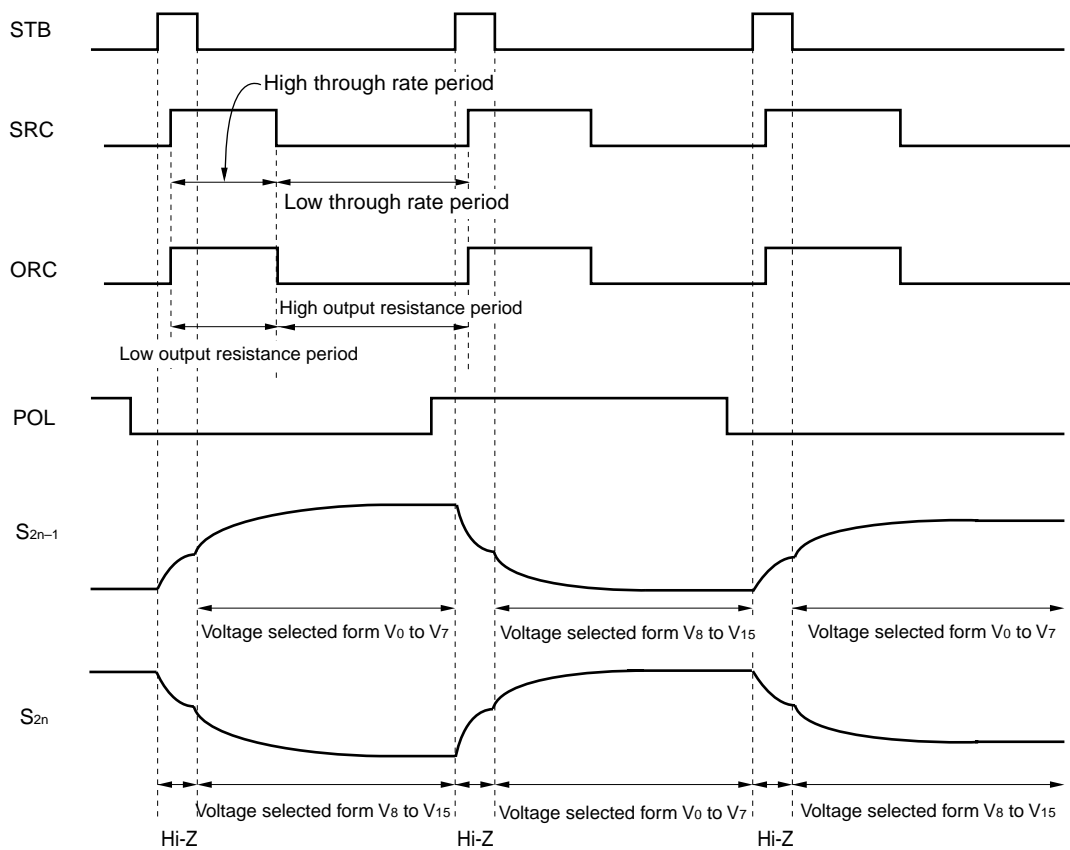 STB
High through rate period
SRC
Low through rate period
ORC
High output resistance period
Low output resistance period
POL
S2n–1
Voltage selected form V0 to V7
Voltage selected form V8 to V15
Voltage selected form V0 to V7
S2n
Voltage selected form V8 to V15
Voltage selected form V0 to V7
Voltage selected form V8 to V15
Hi-Z
Hi-Z
Hi-Z